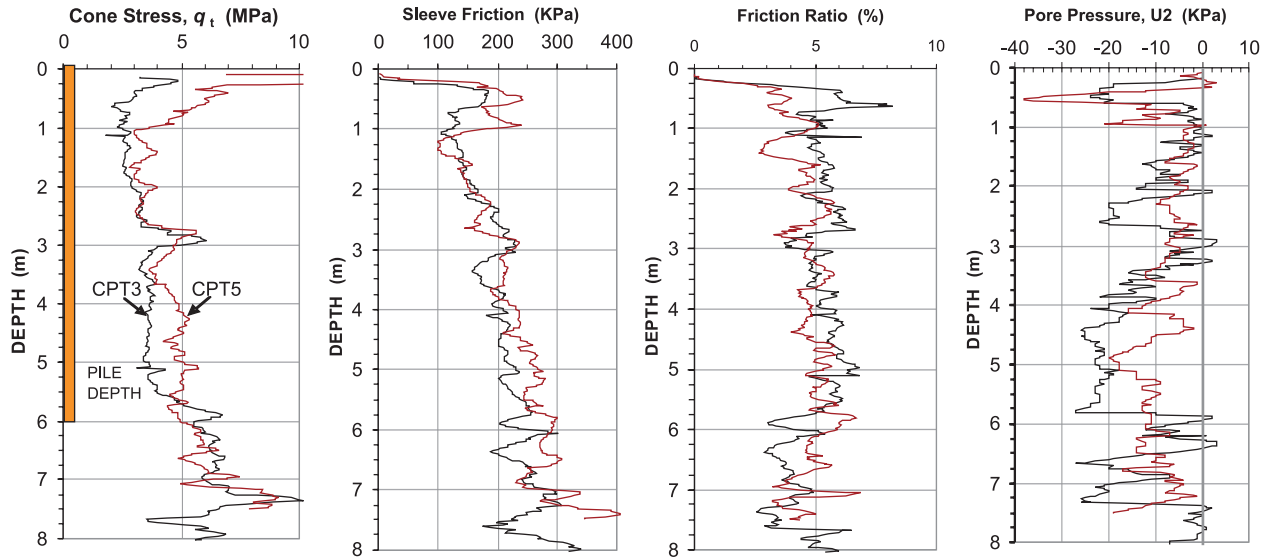 Cone Stress, qt (MPa)
0 5 10
0
1
2
3
4
5
6
7
8
DEPTH (m)
CPT3
CPT5
PILE
DEPTH
Sleeve Friction (KPa)
0 100 200 300 400
0
1
2
3
4
5
6
7
8
DEPTH (m)
Friction Ratio (%)
0 5 10
0
1
2
3
4
5
6
7
8
DEPTH (m)
Pore Pressure, U2 (KPa)
-40 -30 -20 -10 0 10
0
1
2
3
4
5
6
7
8
DEPTH (m)